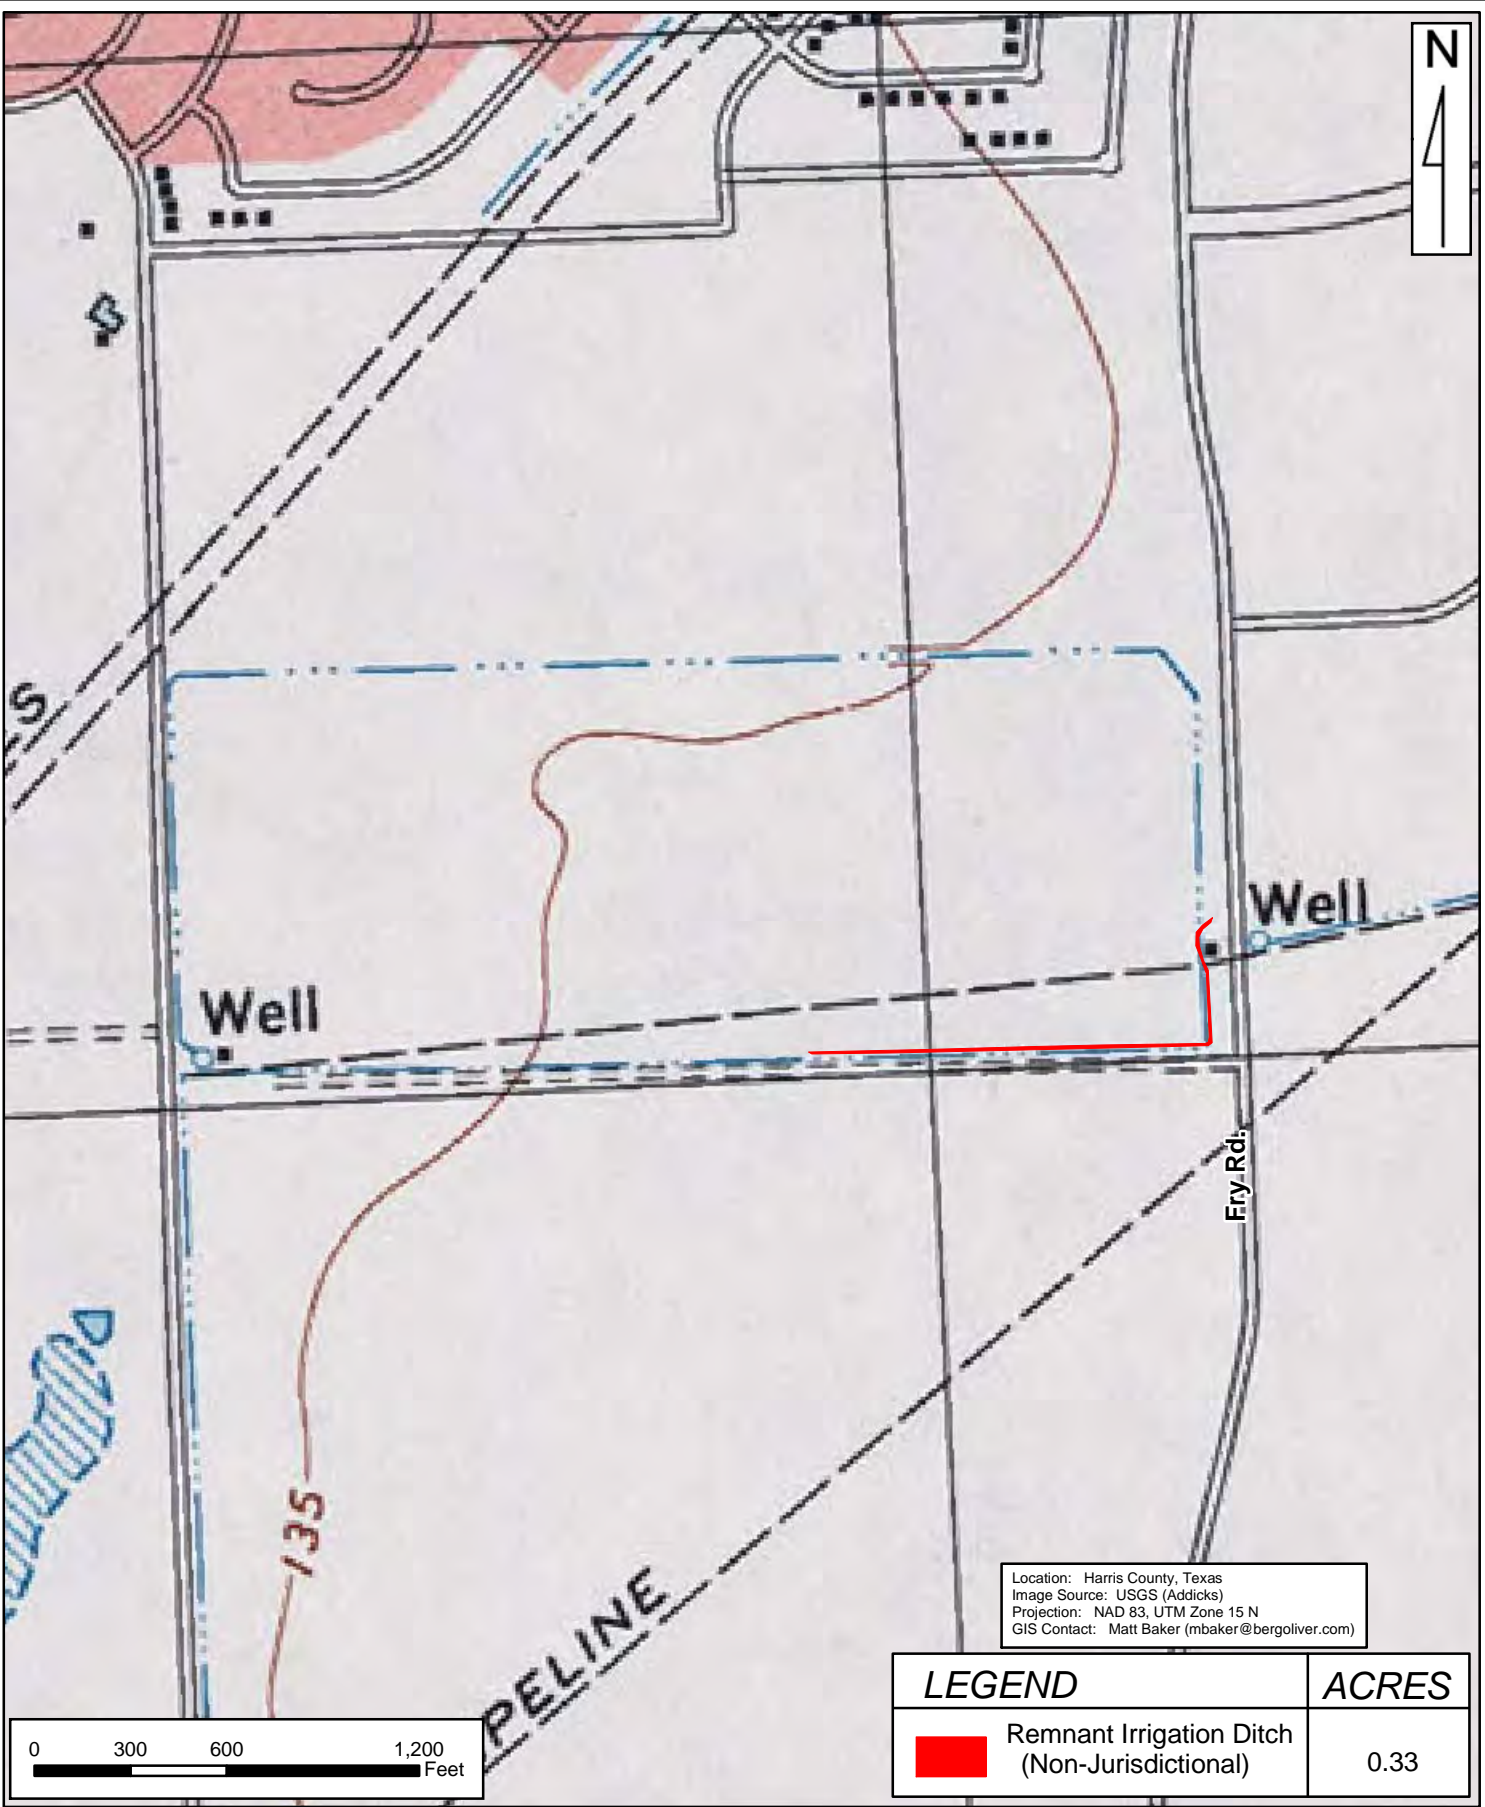 N
S
Well
Well
Fry Rd.
135
PELINE
Location: Harris County, Texas
Image Source: USGS (Addicks)
Projection: NAD 83, UTM Zone 15 N
GIS Contact: Matt Baker (mbaker@bergoliver.com)
LEGEND ACRES
Remnant Irrigation Ditch
(Non-Jurisdictional) 0.33
0 300 600 1,200
Feet